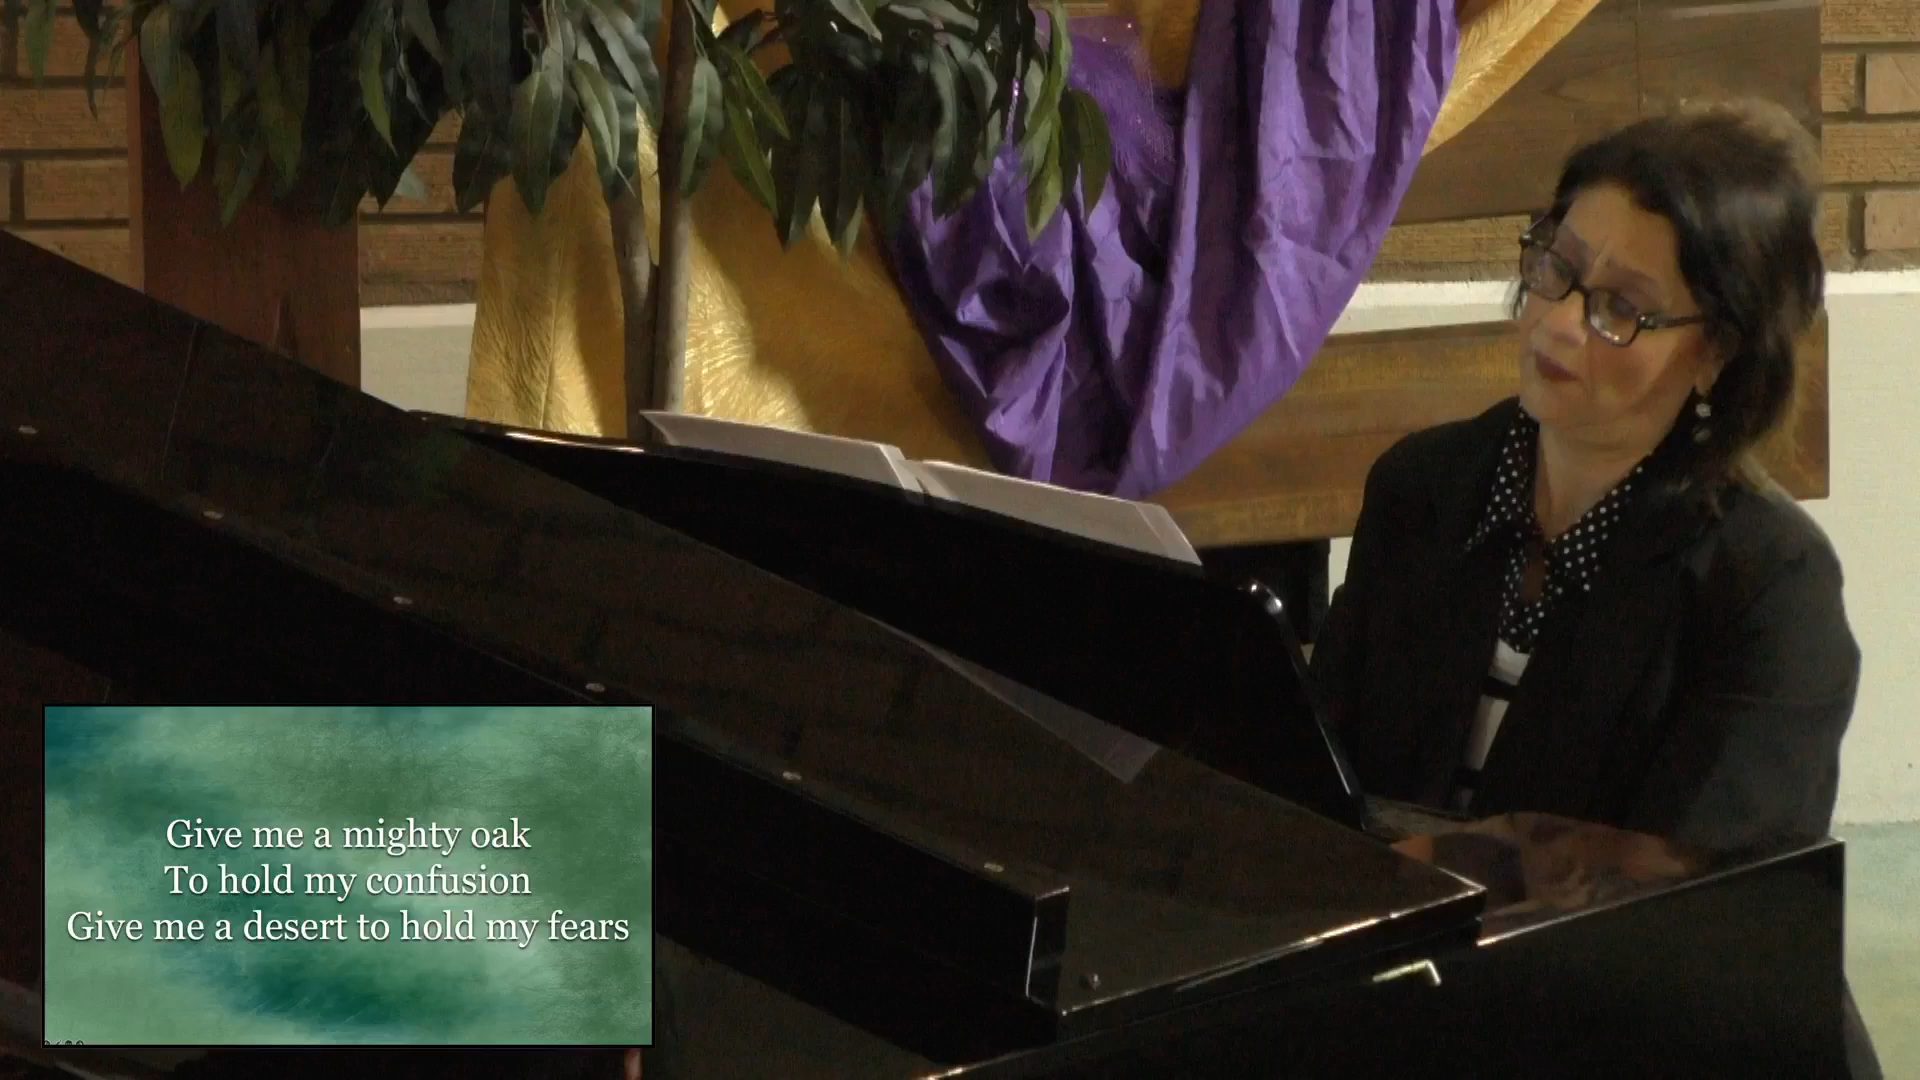 Give me a mighty oak
To hold my confusion
Give me a desert to hold my fears